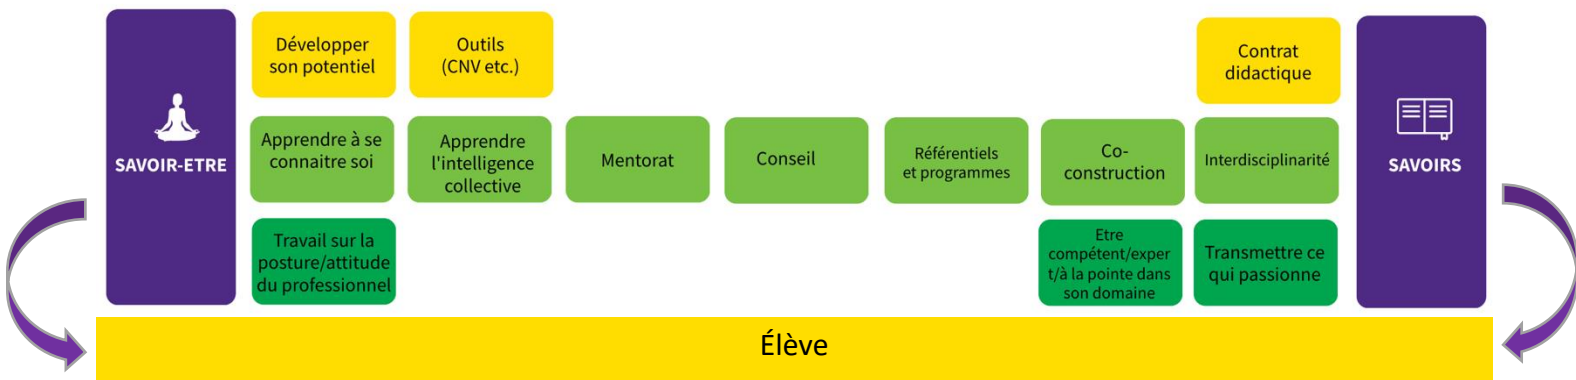 SAVOIR-ETRE
Développer
son potentiel
Outils
(CNV etc.)
Contrat
didactique
Apprendre à se
connaitre soi
Apprendre
l'intelligence
collective
Mentorat
Conseil
Référentiels
et programmes
Co-
construction
Interdisciplinarité
SAVOIRS
Travail sur la
posture/attitude
du professionnel
Etre
compétent/exper
t/à la pointe dans
son domaine
Transmettre ce
qui passionne
Élève